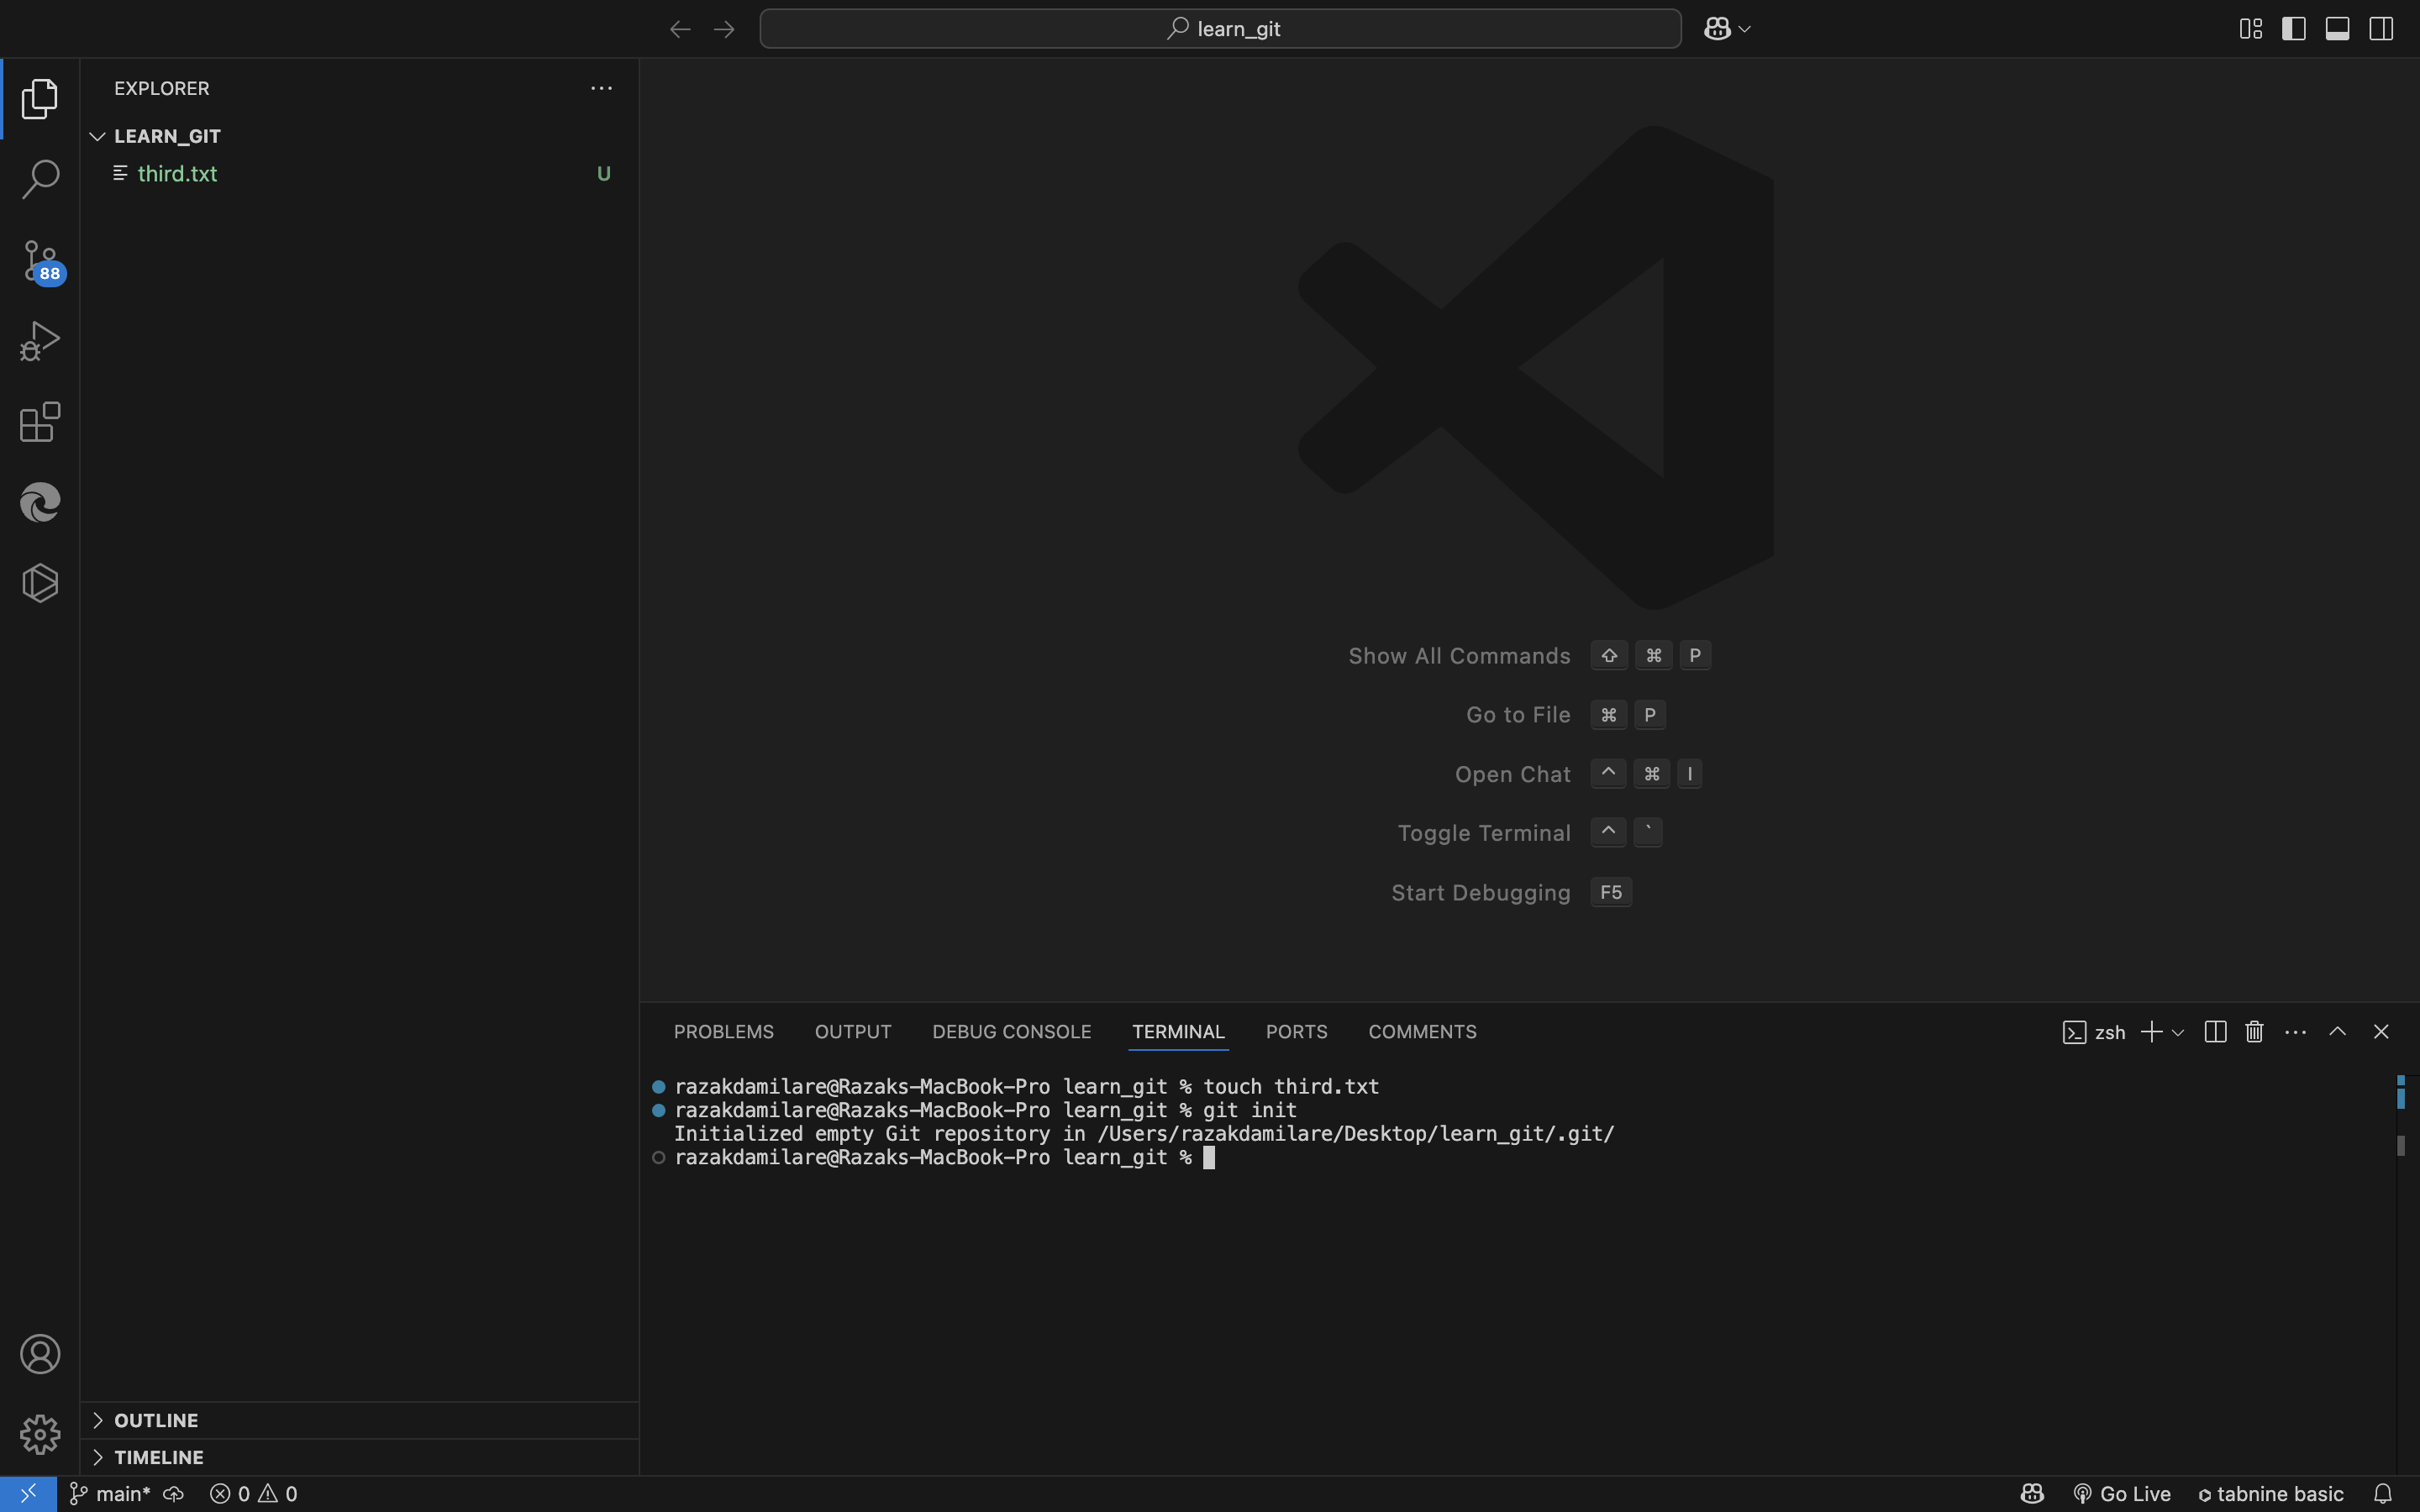 learn_git
EXPLORER
LEARN_GIT
third.txt U
88
Show All Commands ⇧ ⌘ P
Go to File ⌘ P
Open Chat ^ ⌘ I
Toggle Terminal ^ `
Start Debugging F5
PROBLEMS OUTPUT DEBUG CONSOLE TERMINAL PORTS COMMENTS zsh
razakdamilare@Razaks-MacBook-Pro learn_git % touch third.txt
razakdamilare@Razaks-MacBook-Pro learn_git % git init
Initialized empty Git repository in /Users/razakdamilare/Desktop/learn_git/.git/
razakdamilare@Razaks-MacBook-Pro learn_git %
OUTLINE
TIMELINE
main* 0 0 Go Live tabnine basic